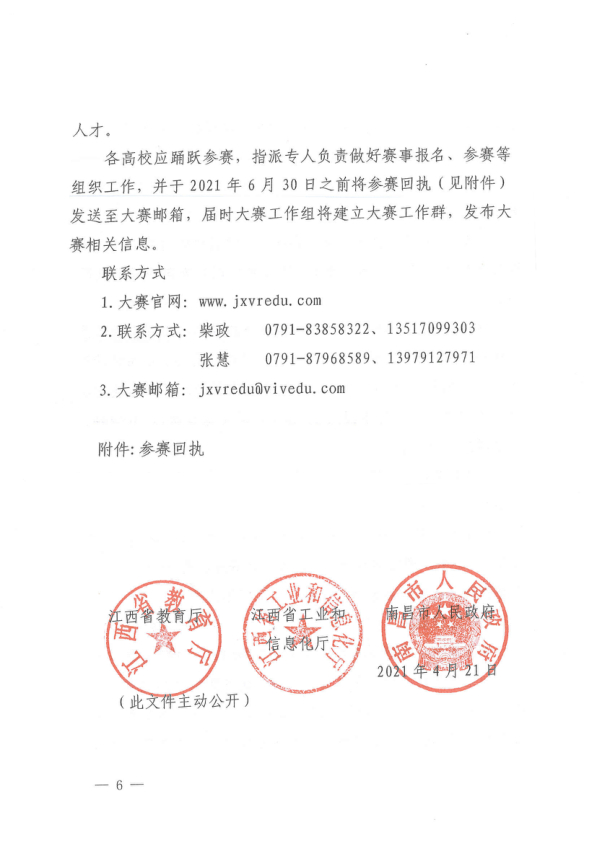 人才。
各高校应踊跃参赛，指派专人负责做好赛事报名、参赛等
组织工作，并于 2021 年 6 月 30 日之前将参赛回执（见附件）
发送至大赛邮箱，届时大赛工作组将建立大赛工作群，发布大
赛相关信息。
联系方式
1.大赛官网：www.jxvredu.com
2.联系方式：柴政 0791-83858322、13517099303
张慧 0791-87968589、13979127971
3.大赛邮箱：jxvredu@vivedu.com
附件:参赛回执
江西省教育厅
江西省教育厅
江西省工业和信息化厅
江西省工业和
信息化厅
南昌市人民政府
南昌市人民政府
2021年4月21日
（此文件主动公开）
— 6 —